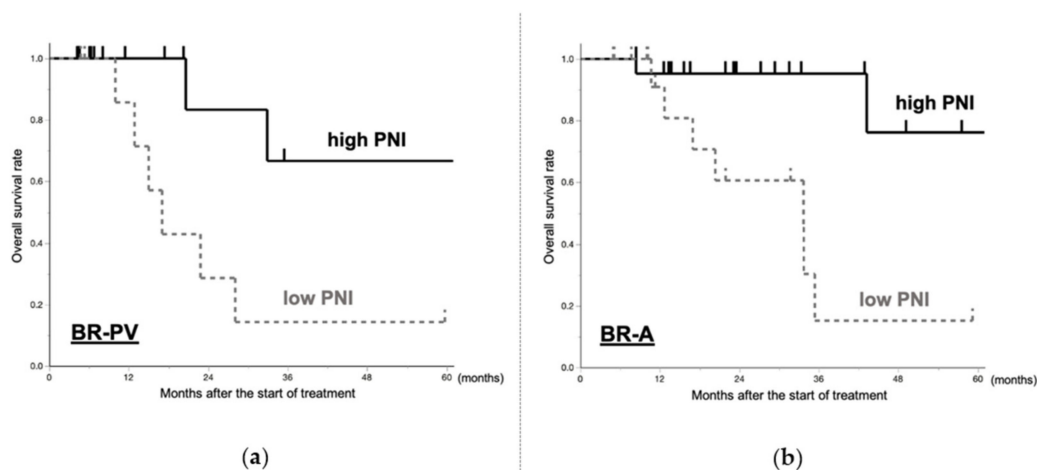 1.0
0.8
0.6
0.4
0.2
0.0
Overall survival rate
high PNI
low PNI
BR-PV
0 12 24 36 48 60 (months)
Months after the start of treatment
(a)
1.0
0.8
0.6
0.4
0.2
0.0
Overall survival rate
high PNI
low PNI
BR-A
0 12 24 36 48 60 (months)
Months after the start of treatment
(b)